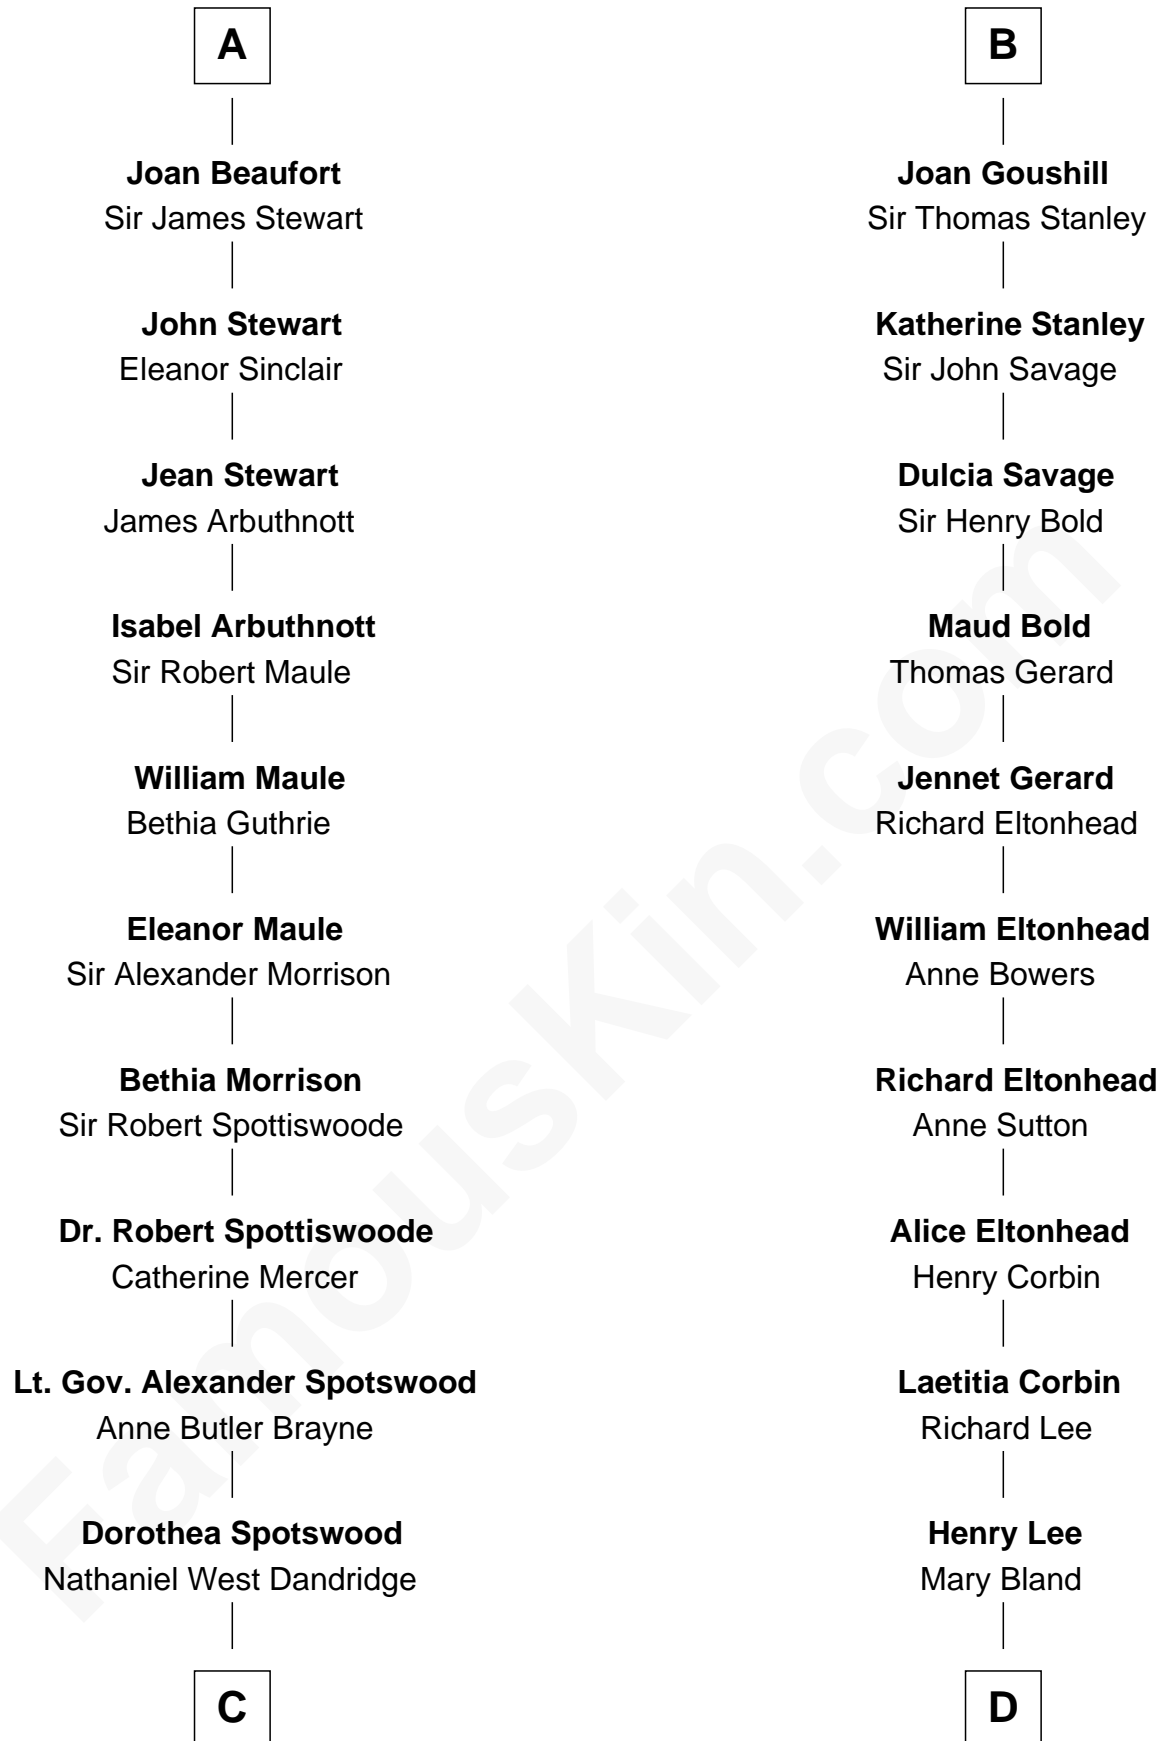 A
Joan Beaufort
Sir James Stewart
John Stewart
Eleanor Sinclair
Jean Stewart
James Arbuthnott
Isabel Arbuthnott
Sir Robert Maule
William Maule
Bethia Guthrie
Eleanor Maule
Sir Alexander Morrison
Bethia Morrison
Sir Robert Spottiswoode
Dr. Robert Spottiswoode
Catherine Mercer
Lt. Gov. Alexander Spotswood
Anne Butler Brayne
Dorothea Spotswood
Nathaniel West Dandridge
C
B
Joan Goushill
Sir Thomas Stanley
Katherine Stanley
Sir John Savage
Dulcia Savage
Sir Henry Bold
Maud Bold
Thomas Gerard
Jennet Gerard
Richard Eltonhead
William Eltonhead
Anne Bowers
Richard Eltonhead
Anne Sutton
Alice Eltonhead
Henry Corbin
Laetitia Corbin
Richard Lee
Henry Lee
Mary Bland
D
FamousKin.com